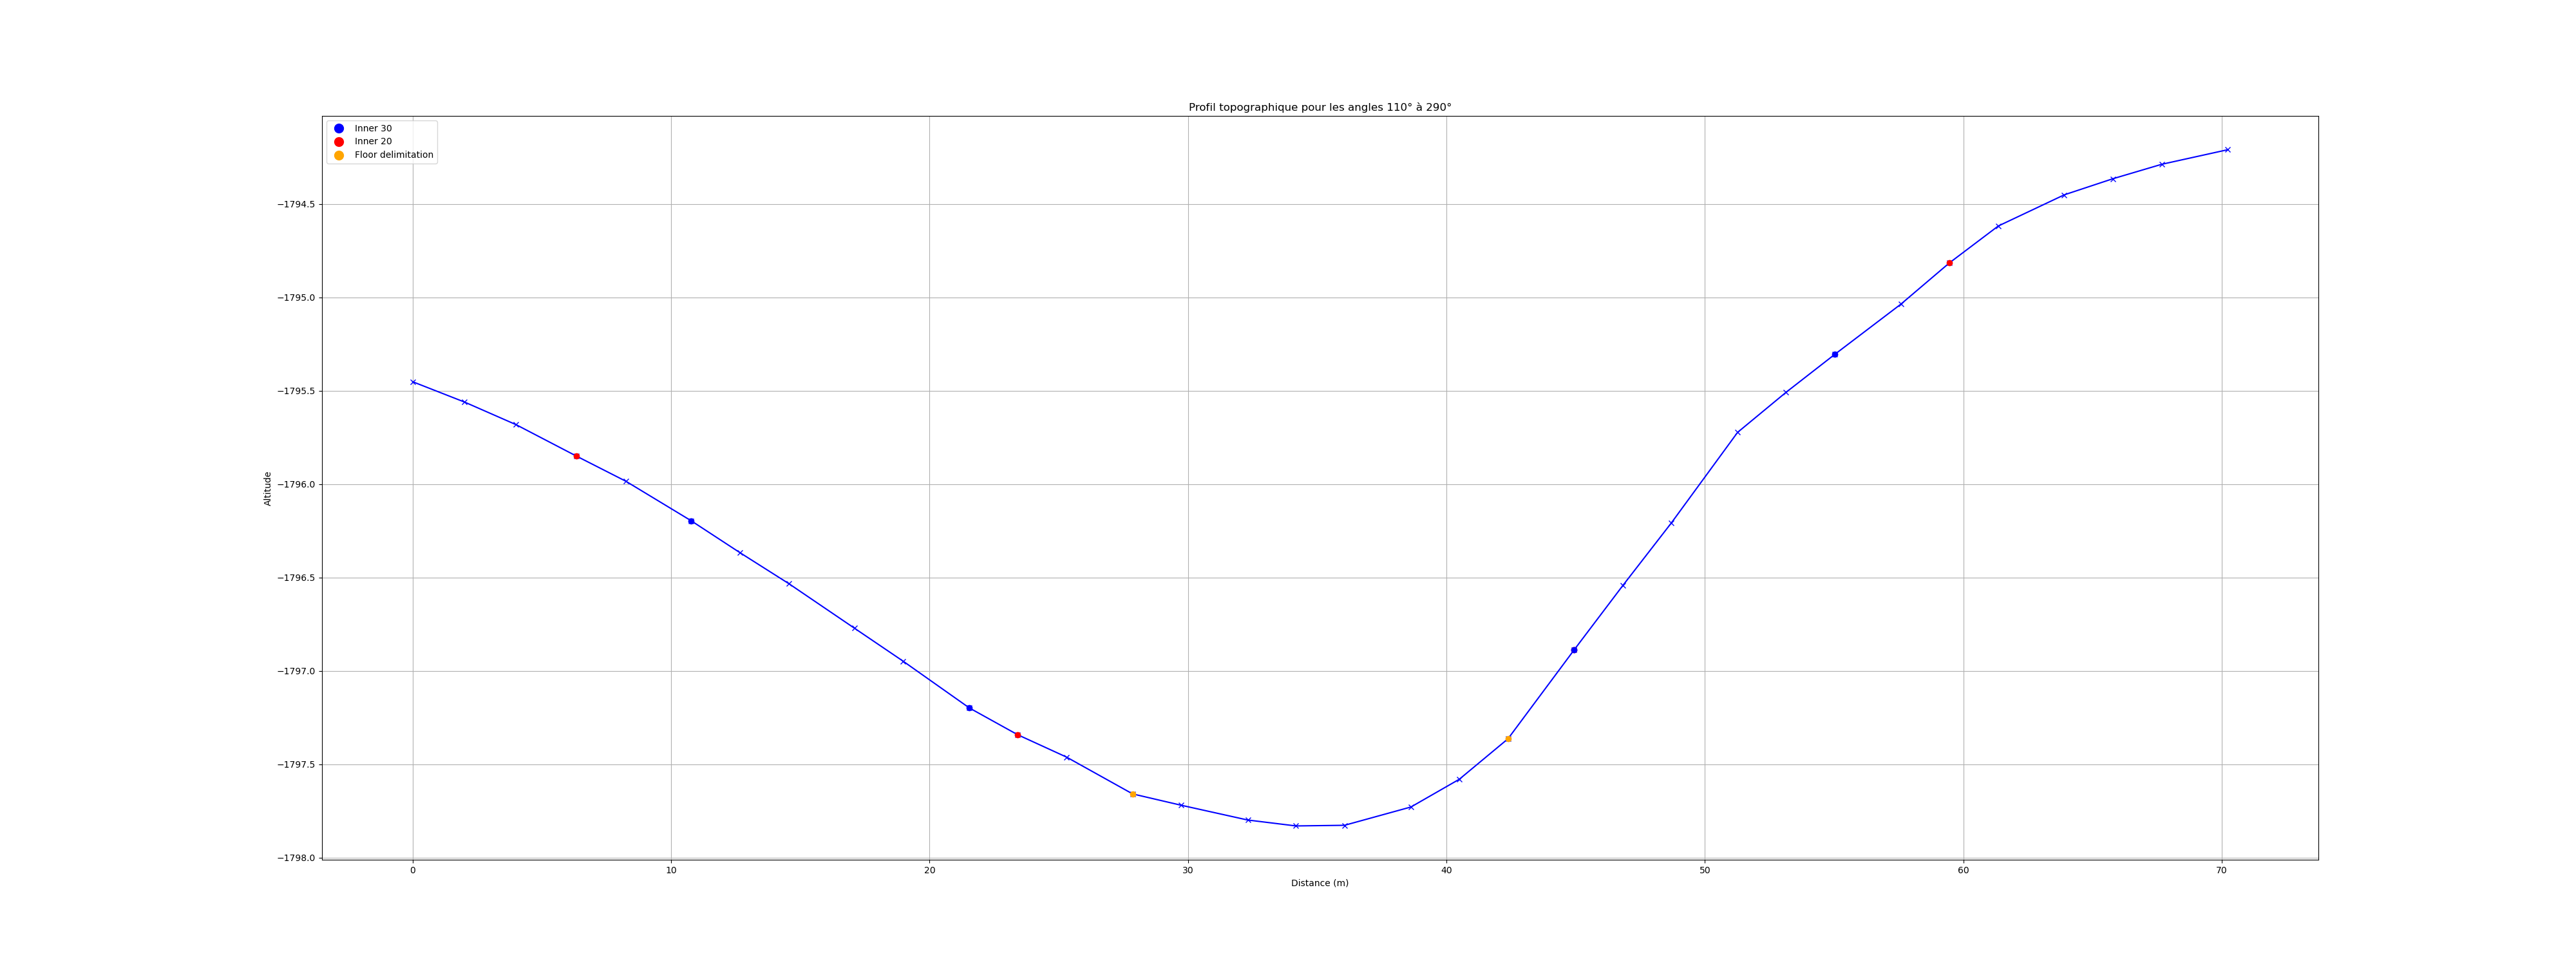 Profil topographique pour les angles 110° à 290°
Inner 30
Inner 20
Floor delimitation
−1794.5
−1795.0
−1795.5
−1796.0
−1796.5
−1797.0
−1797.5
−1798.0
Altitude
0 10 20 30 40 50 60 70
Distance (m)